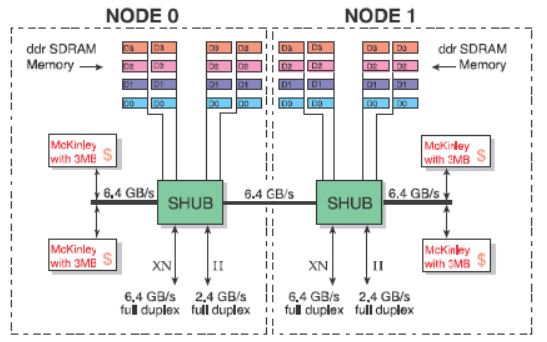 NODE 0
NODE 1
ddr SDRAM
Memory
D3 D3 D3 D3
D2 D2 D2 D2
D1 D1 D1 D1
D0 D0 D0 D0
D3 D3 D3 D3
D2 D2 D2 D2
D1 D1 D1 D1
D0 D0 D0 D0
ddr SDRAM
Memory
McKinley
with 3MB $
McKinley
with 3MB $
6.4 GB/s
SHUB
6.4 GB/s
SHUB
6.4 GB/s
McKinley
with 3MB $
McKinley
with 3MB $
XN
II
XN
II
6.4 GB/s
full duplex
2.4 GB/s
full duplex
6.4 GB/s
full duplex
2.4 GB/s
full duplex